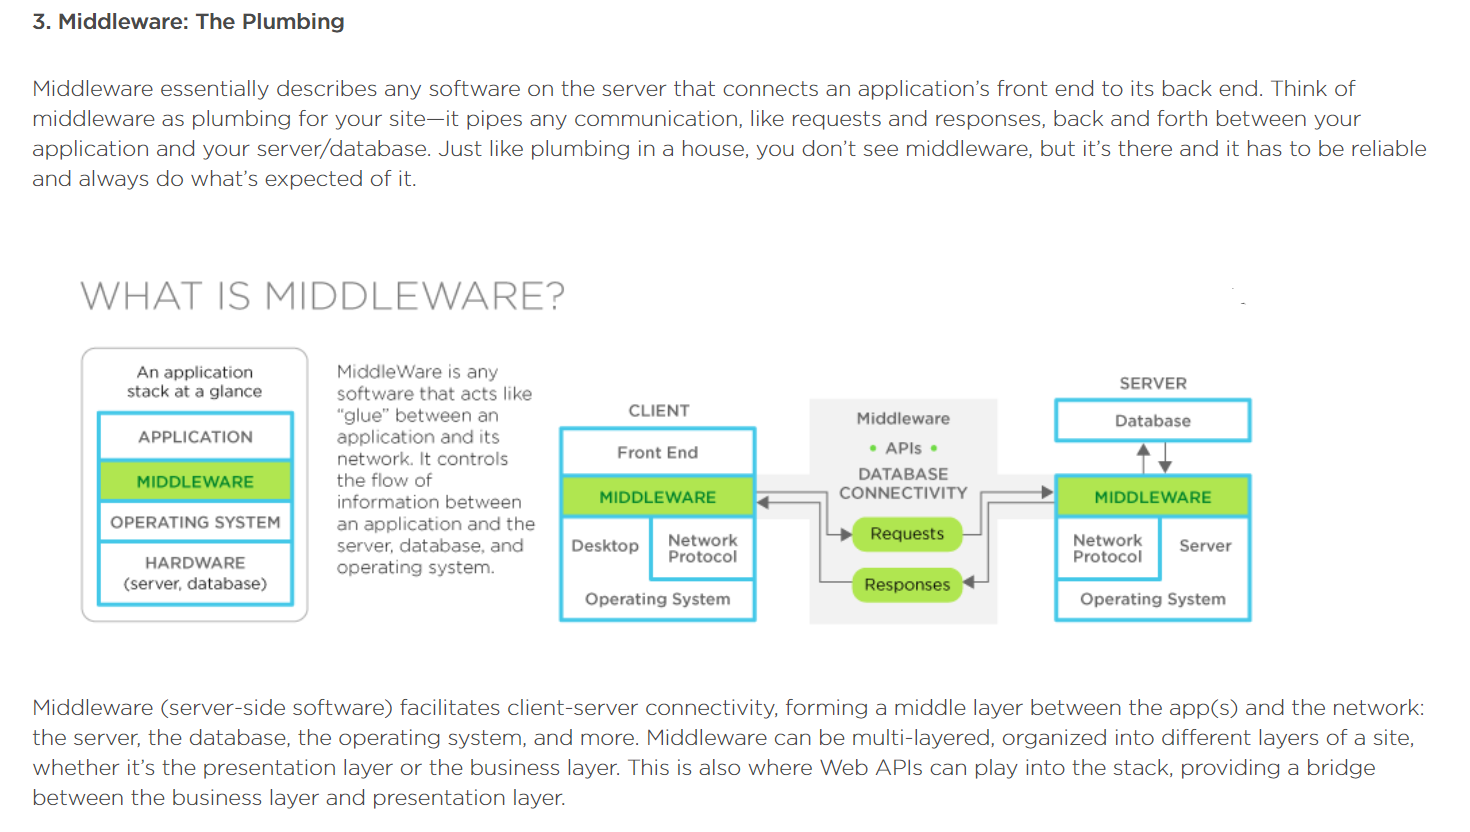 3. Middleware: The Plumbing
Middleware essentially describes any software on the server that connects an application’s front end to its back end. Think of
middleware as plumbing for your site—it pipes any communication, like requests and responses, back and forth between your
application and your server/database. Just like plumbing in a house, you don’t see middleware, but it’s there and it has to be reliable
and always do what’s expected of it.
WHAT IS MIDDLEWARE?
An application
stack at a glance
APPLICATION
MIDDLEWARE
OPERATING SYSTEM
HARDWARE
(server, database)
MiddleWare is any
software that acts like
“glue” between an
application and its
network. It controls
the flow of
information between
an application and the
server, database, and
operating system.
CLIENT
Front End
MIDDLEWARE
Desktop
Network
Protocol
Operating System
Middleware
• APIs •
DATABASE
CONNECTIVITY
Requests
Responses
SERVER
Database
MIDDLEWARE
Network
Protocol
Server
Operating System
Middleware (server-side software) facilitates client-server connectivity, forming a middle layer between the app(s) and the network:
the server, the database, the operating system, and more. Middleware can be multi-layered, organized into different layers of a site,
whether it’s the presentation layer or the business layer. This is also where Web APIs can play into the stack, providing a bridge
between the business layer and presentation layer.